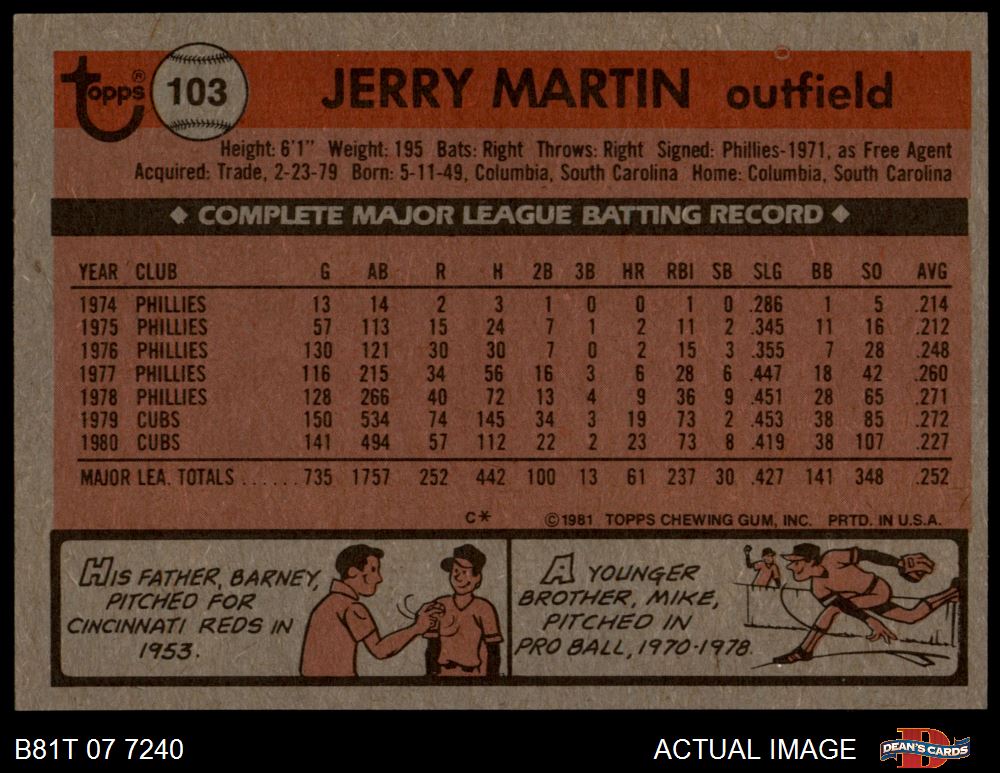 topps® 103 JERRY MARTIN outfield
Height: 6'1" Weight: 195 Bats: Right Throws: Right Signed: Phillies-1971, as Free Agent
Acquired: Trade, 2-23-79 Born: 5-11-49, Columbia, South Carolina Home: Columbia, South Carolina
◆ COMPLETE MAJOR LEAGUE BATTING RECORD ◆
YEAR CLUB G AB R H 2B 3B HR RBI SB SLG BB SO AVG
1974 PHILLIES 13 14 2 3 1 0 0 1 0 .286 1 5 .214
1975 PHILLIES 57 113 15 24 7 1 2 11 2 .345 11 16 .212
1976 PHILLIES 130 121 30 30 7 0 2 15 3 .355 7 28 .248
1977 PHILLIES 116 215 34 56 16 3 6 28 6 .447 18 42 .260
1978 PHILLIES 128 266 40 72 13 4 9 36 9 .451 28 65 .271
1979 CUBS 150 534 74 145 34 3 19 73 2 .453 38 85 .272
1980 CUBS 141 494 57 112 22 2 23 73 8 .419 38 107 .227
MAJOR LEA. TOTALS ...... 735 1757 252 442 100 13 61 237 30 .427 141 348 .252
C* ©1981 TOPPS CHEWING GUM, INC. PRTD. IN U.S.A.
HIS FATHER, BARNEY,
PITCHED FOR
CINCINNATI REDS IN
1953.
A YOUNGER
BROTHER, MIKE,
PITCHED IN
PRO BALL, 1970-1978.
B81T 07 7240 ACTUAL IMAGE DEAN'S CARDS